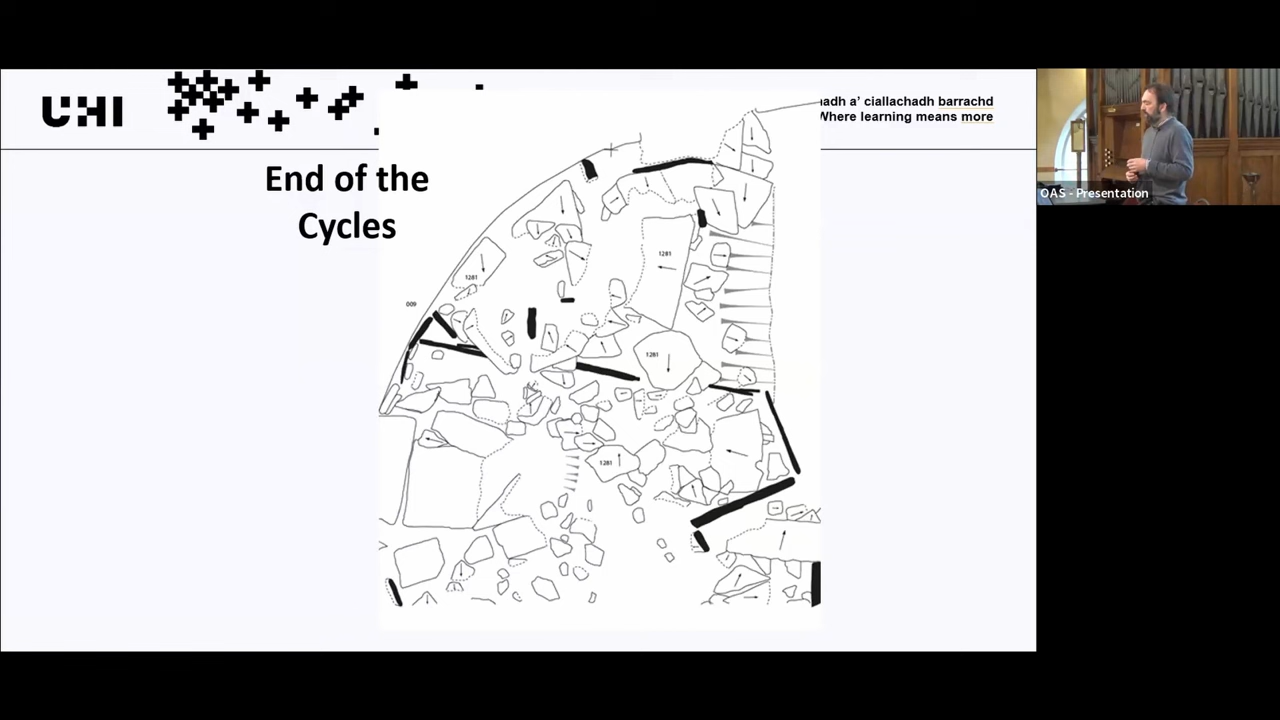 UHI
adh a' ciallachadh barrachd
Where learning means more
OAS - Presentation
End of the
Cycles
1281
1281
009
1281
1281